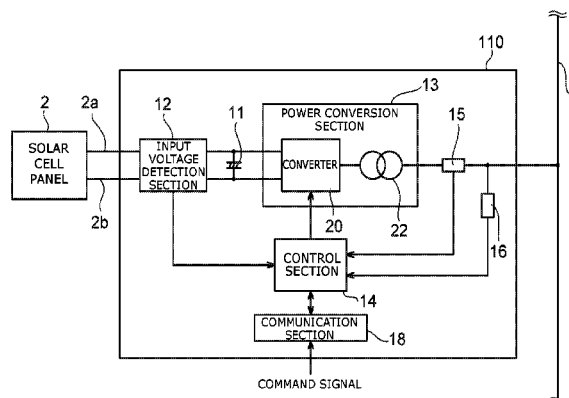 110
13
2
2a
12
11
POWER CONVERSION
SECTION
15
SOLAR
CELL
PANEL
INPUT
VOLTAGE
DETECTION
SECTION
CONVERTER
2b
20
22
16
CONTROL
SECTION
14
COMMUNICATION
SECTION
18
COMMAND SIGNAL